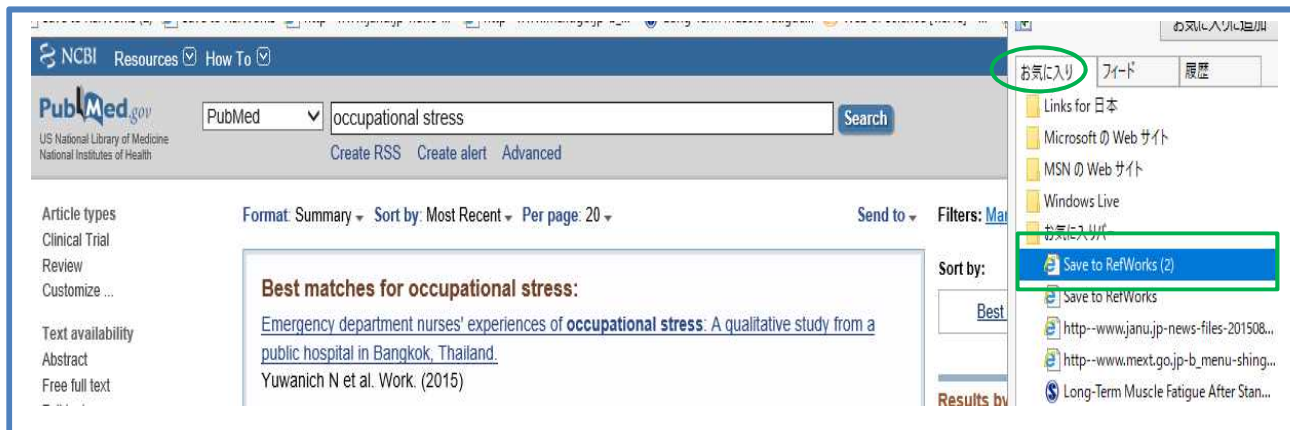 お気に入りに追加
NCBI Resources How To
お気に入り フィード 履歴
PubMed.gov
US National Library of Medicine
National Institutes of Health
PubMed occupational stress Search
Create RSS Create alert Advanced
Links for 日本
Microsoft の Web サイト
MSN の Web サイト
Windows Live
お気に入りバー
Save to RefWorks (2)
Save to RefWorks
http--www.janu.jp-news-files-201508...
http--www.mext.go.jp-b_menu-shing...
Long-Term Muscle Fatigue After Stan...
Article types
Clinical Trial
Review
Customize ...
Text availability
Abstract
Free full text
Format: Summary Sort by: Most Recent Per page: 20 Send to
Best matches for occupational stress:
Emergency department nurses' experiences of occupational stress: A qualitative study from a
public hospital in Bangkok, Thailand.
Yuwanich N et al. Work. (2015)
Filters:
Sort by:
Best
Results by